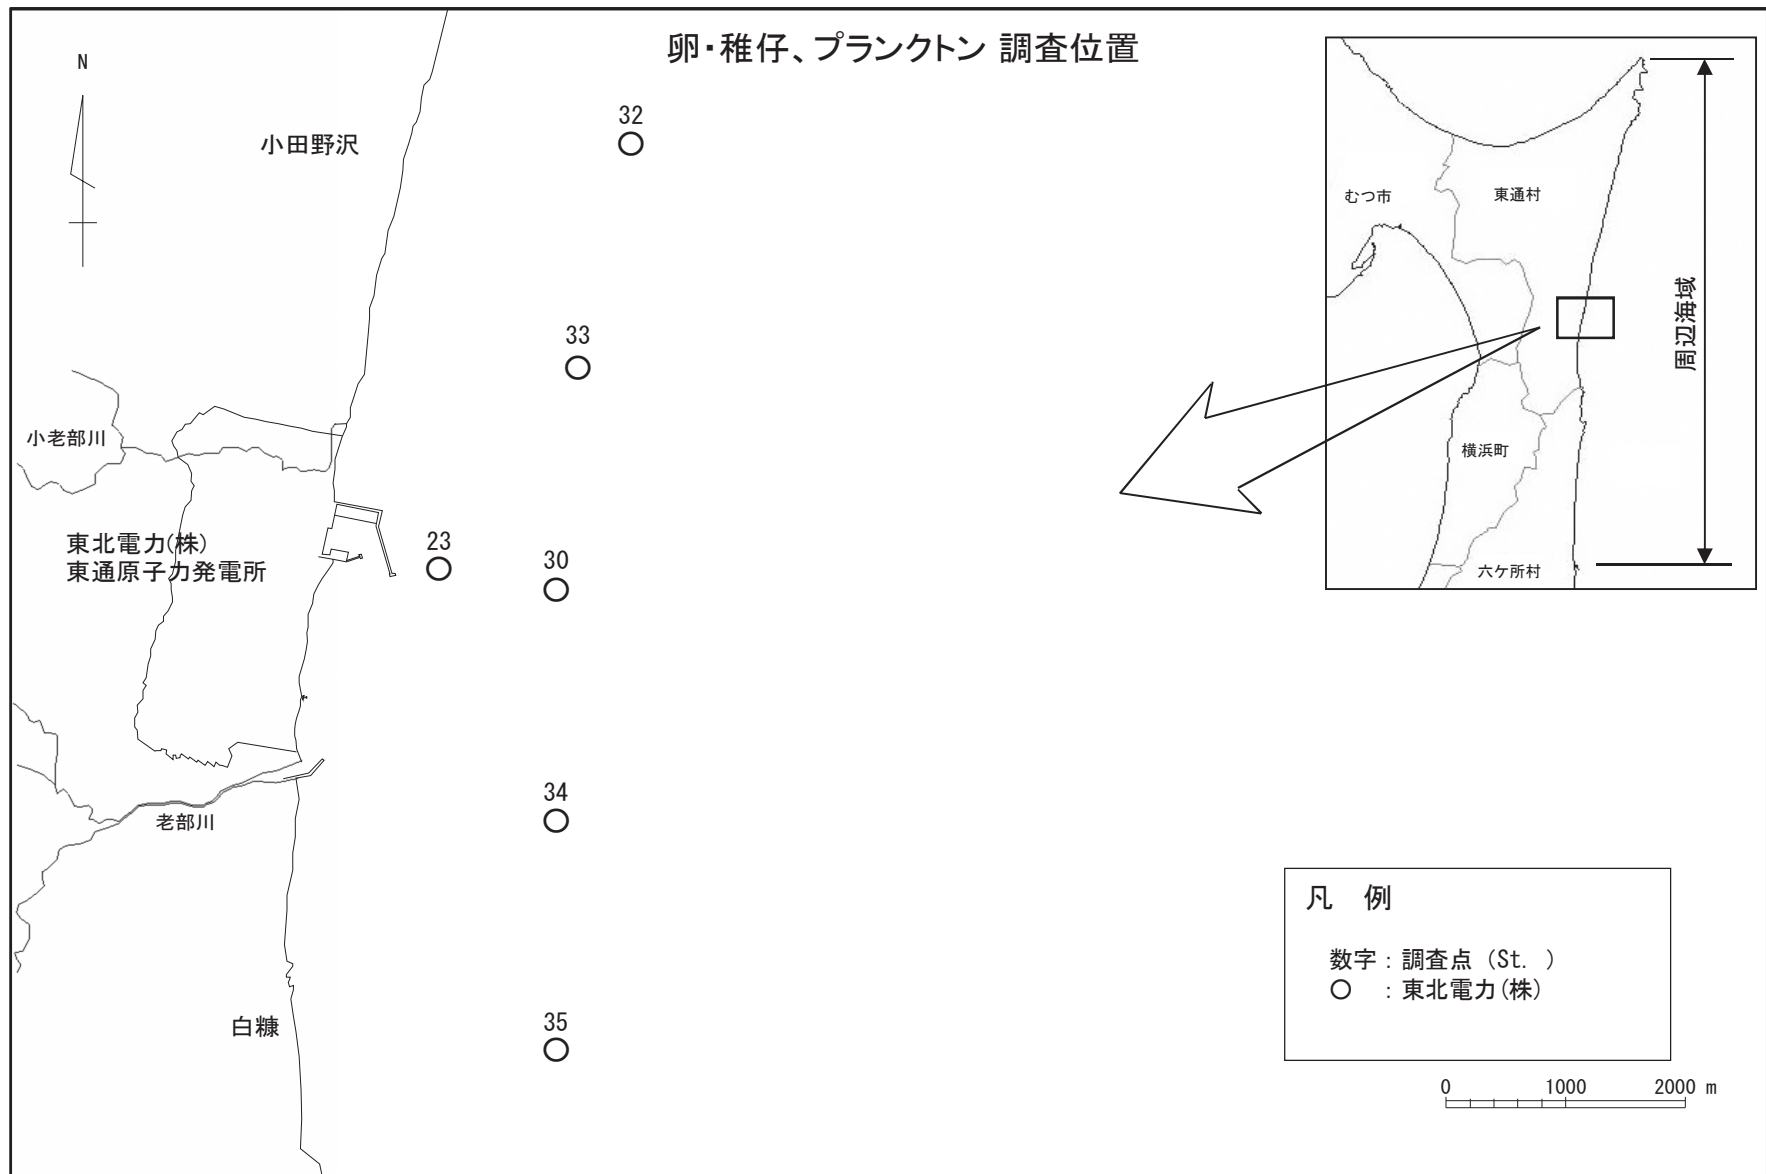 卵・稚仔、プランクトン 調査位置
N
小田野沢
32
33
小老部川
東北電力(株)
東通原子力発電所
23
30
34
老部川
35
白糠
むつ市
東通村
周辺海域
横浜町
六ケ所村
凡 例
数字 : 調査点 (St. )
○ : 東北電力(株)
0 1000 2000 m